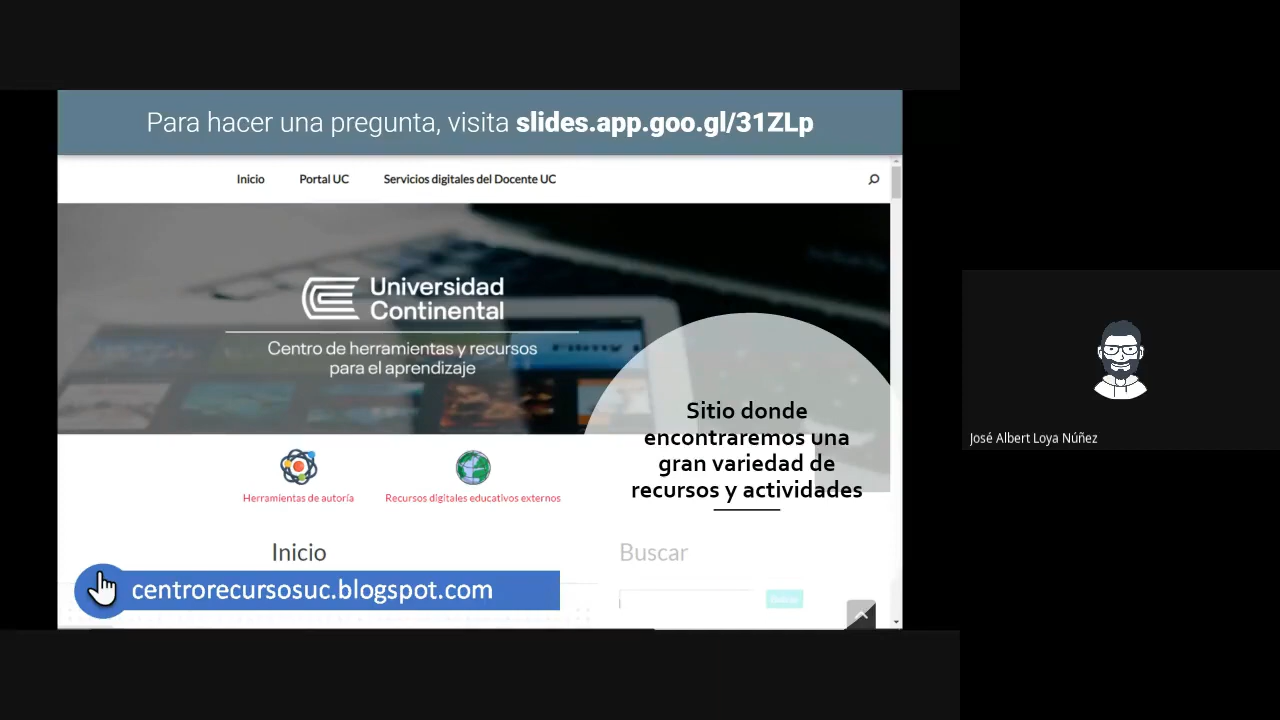 Para hacer una pregunta, visita slides.app.goo.gl/31ZLp
Inicio
Portal UC
Servicios digitales del Docente UC
Universidad
Continental
Centro de herramientas y recursos
para el aprendizaje
Sitio donde
encontraremos una
gran variedad de
recursos y actividades
Herramientas de autoría
Recursos digitales educativos externos
Inicio
Buscar
centrorecursosuc.blogspot.com
José Albert Loya Núñez